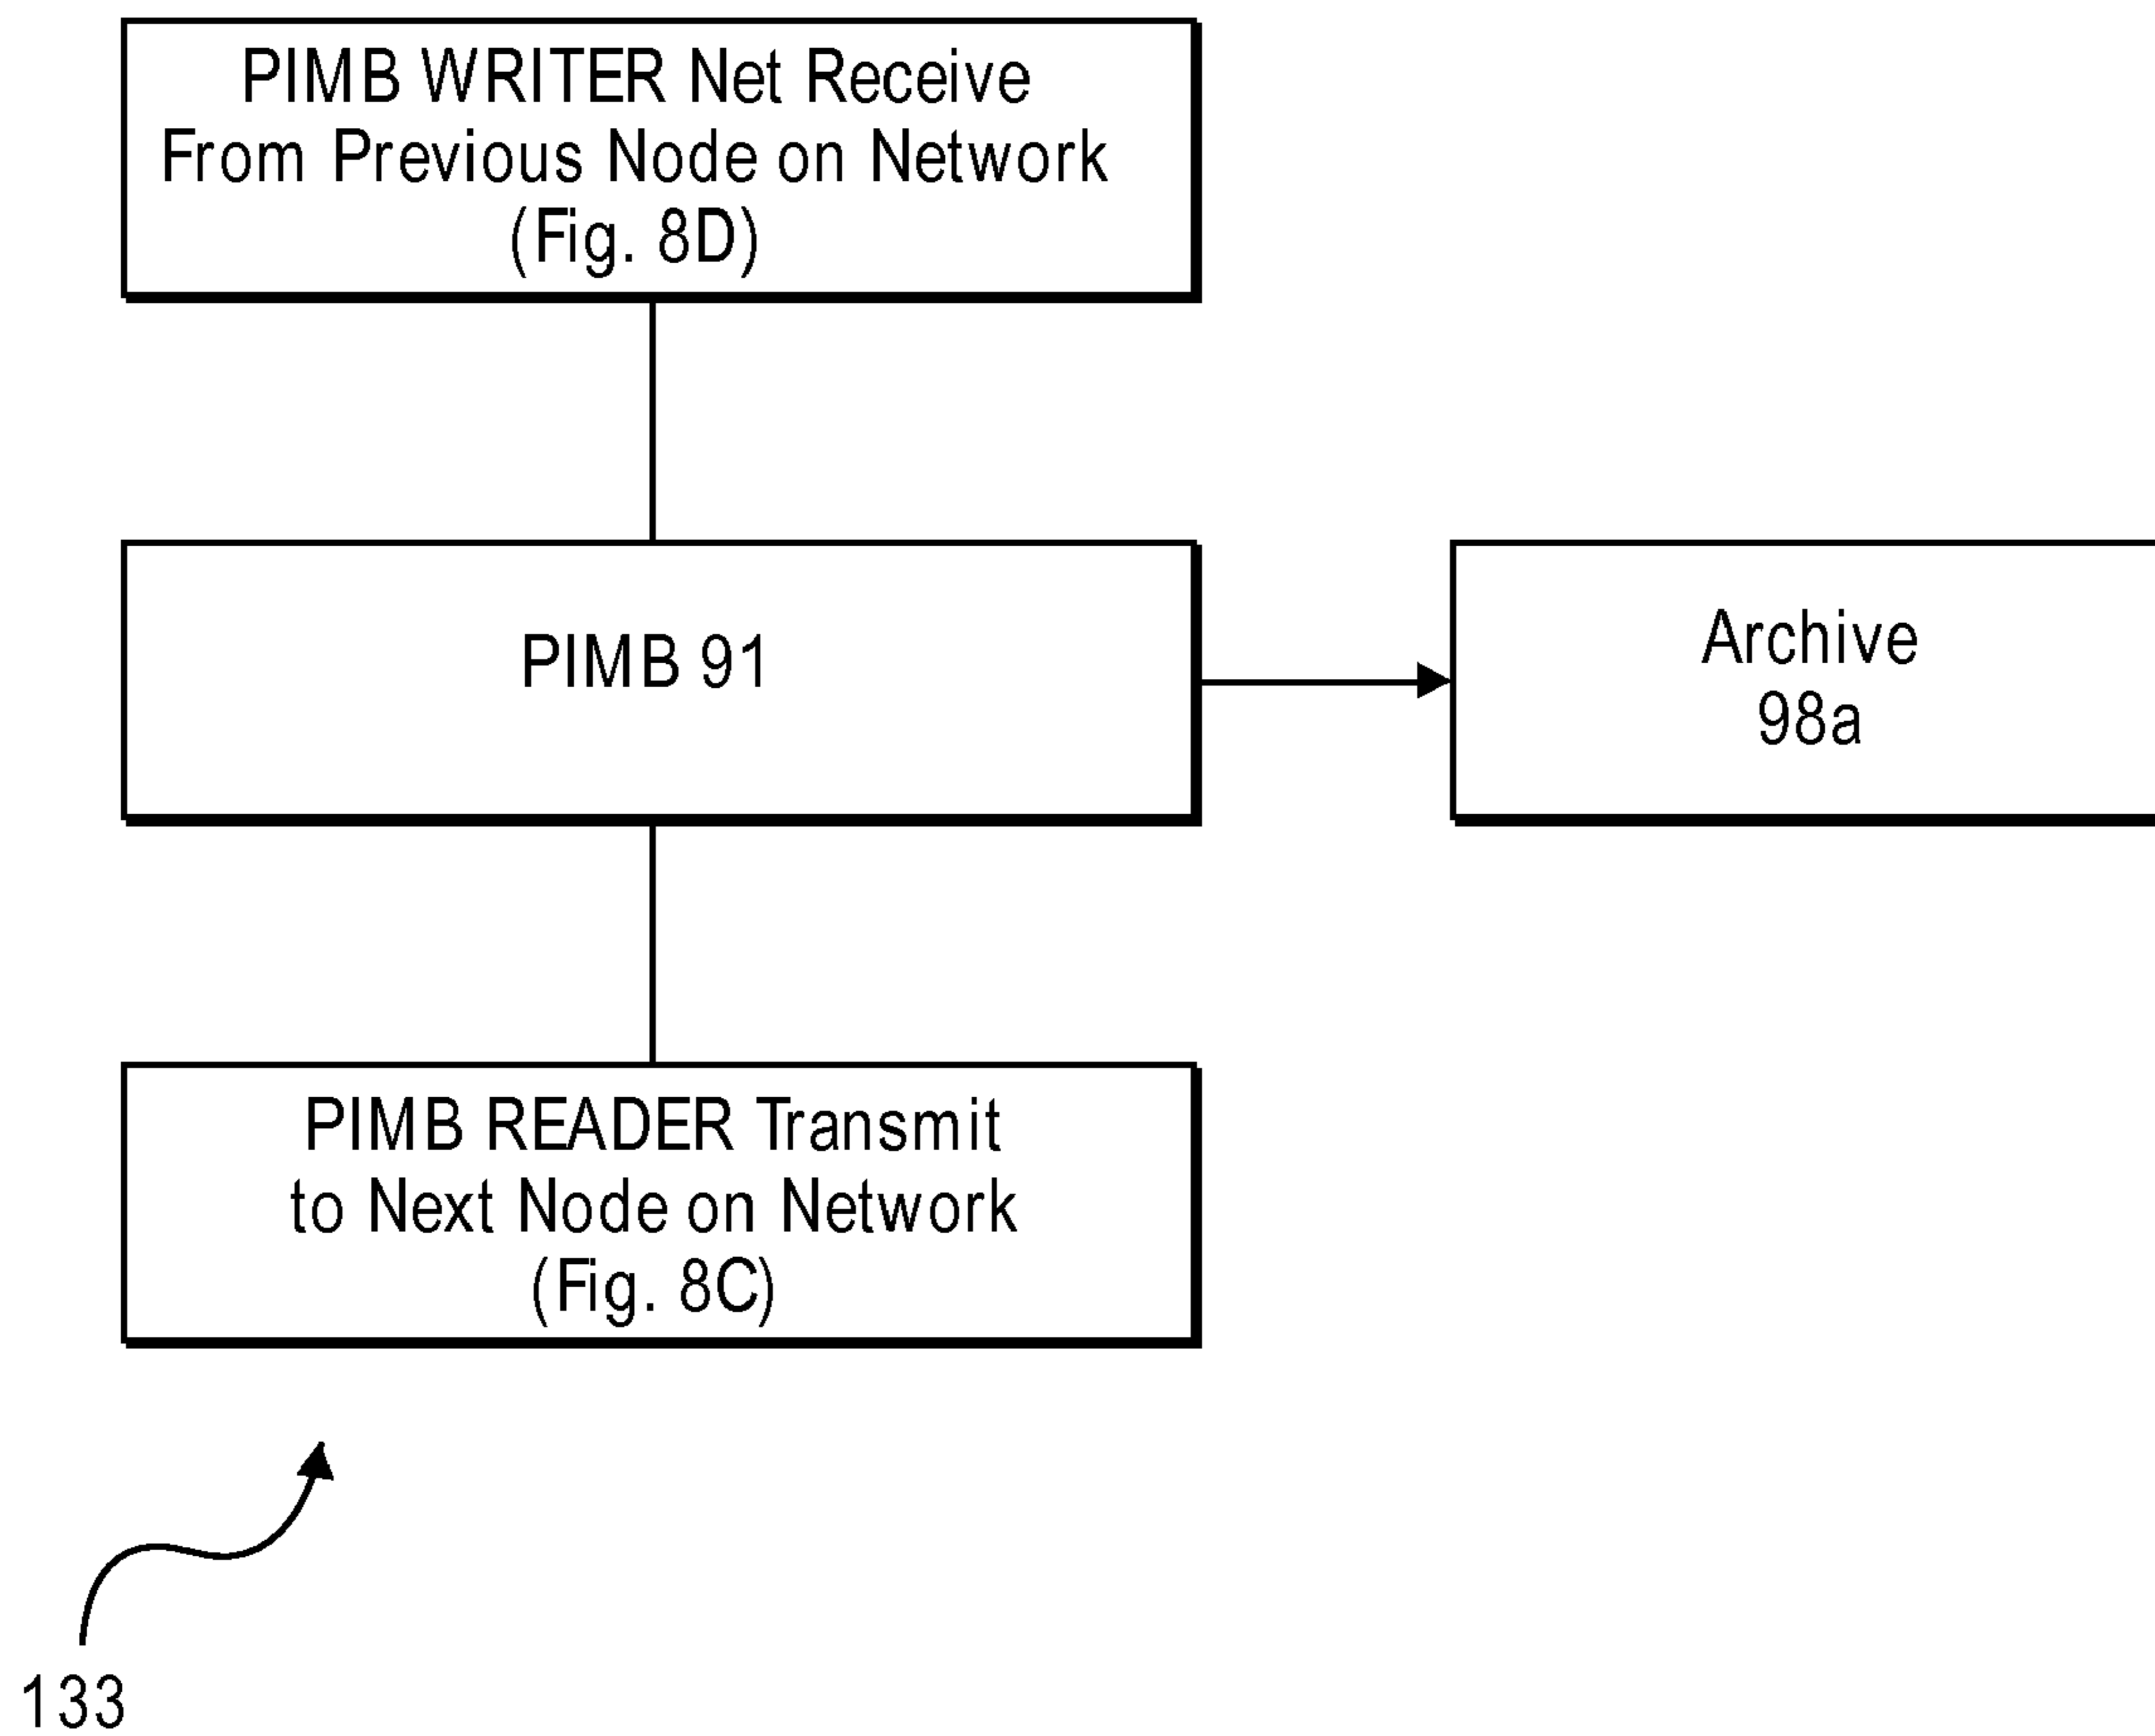 PIMB WRITER Net Receive
From Previous Node on Network
(Fig. 8D)
PIMB 91
Archive
98a
PIMB READER Transmit
to Next Node on Network
(Fig. 8C)
133